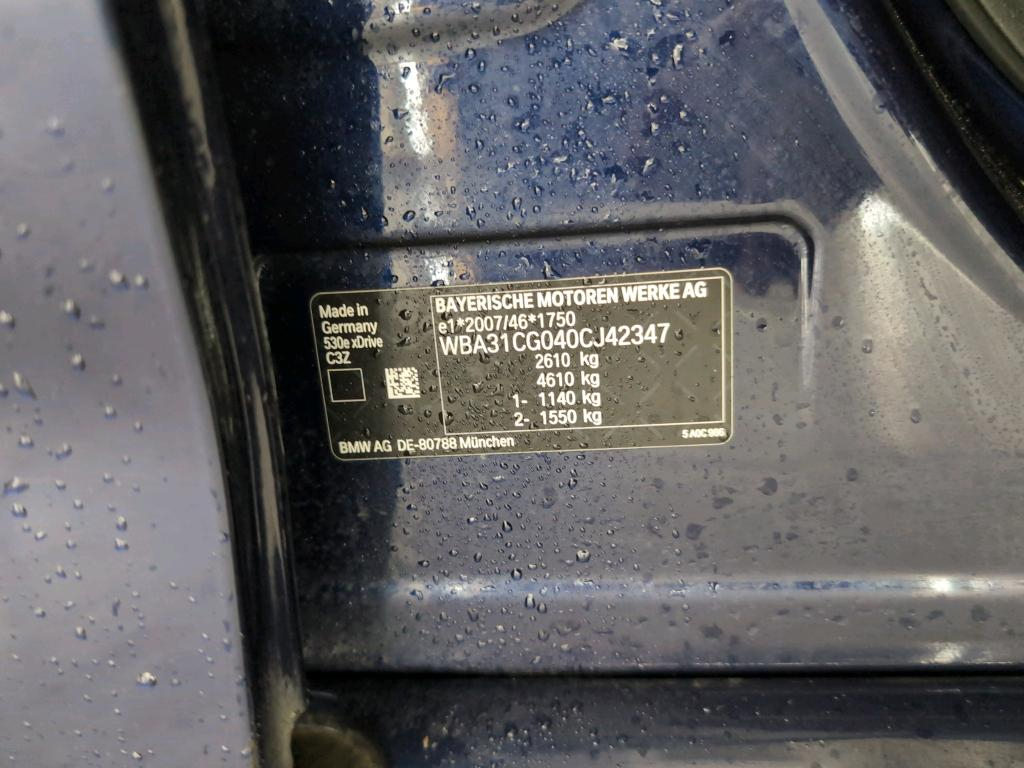 Made in
Germany
530e xDrive
C3Z
BAYERISCHE MOTOREN WERKE AG
e1*2007/46*1750
WBA31CG040CJ42347
2610 kg
4610 kg
1- 1140 kg
2- 1550 kg
BMW AG DE-80788 München